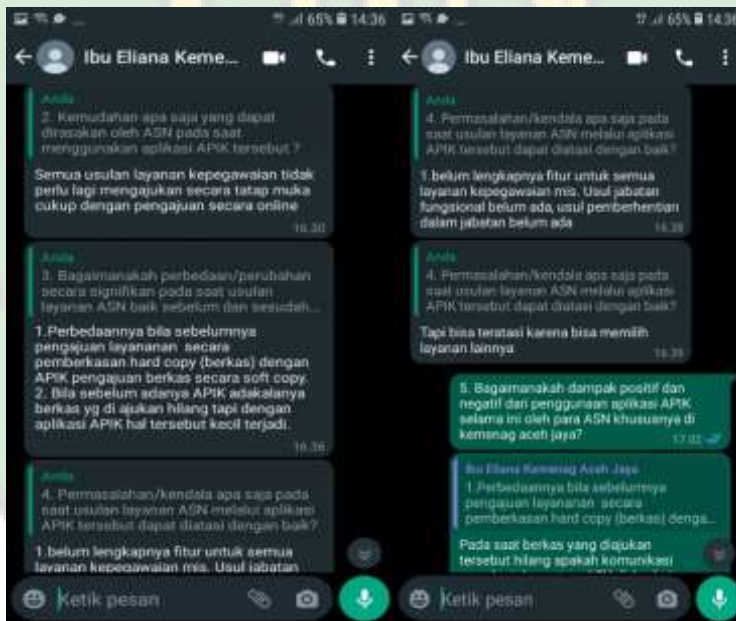 65% 14:36
Ibu Eliana Keme...
Anda
2. Kemudahan apa saja yang dapat
dirasakan oleh ASN pada saat
menggunakan aplikasi APIK tersebut ?
Semua usulan layanan kepegawaian tidak
perlu lagi mengajukan secara tatap muka
cukup dengan pengajuan secara online
16.30
Anda
3. Bagaimanakah perbedaan/perubahan
secara signifikan pada saat usulan
layanan ASN baik sebelum dan sesudah...
1.Perbedaannya bila sebelumnya
pengajuan layananan secara
pemberkasan hard copy (berkas) dengan
APIK pengajuan berkas secara soft copy.
2. Bila sebelum adanya APIK adakalanya
berkas yg di ajukan hilang tapi dengan
aplikasi APIK hal tersebut kecil terjadi.
16.36
Anda
4. Permasalahan/kendala apa saja pada
saat usulan layanan ASN melalui aplikasi
APIK tersebut dapat diatasi dengan baik?
1.belum lengkapnya fitur untuk semua
layanan kepegawaian mis. Usul jabatan
Ketik pesan
65% 14:36
Ibu Eliana Keme...
Anda
4. Permasalahan/kendala apa saja pada
saat usulan layanan ASN melalui aplikasi
APIK tersebut dapat diatasi dengan baik?
1.belum lengkapnya fitur untuk semua
layanan kepegawaian mis. Usul jabatan
fungsional belum ada, usul pemberhentian
dalam jabatan belum ada
16.39
Anda
4. Permasalahan/kendala apa saja pada
saat usulan layanan ASN melalui aplikasi
APIK tersebut dapat diatasi dengan baik?
Tapi bisa teratasi karena bisa memilih
layanan lainnya
16.39
5. Bagaimanakah dampak positif dan
negatif dari penggunaan aplikasi APIK
selama ini oleh para ASN khususnya di
kemenag aceh jaya?
17.02
Ibu Eliana Kemenag Aceh Jaya
1.Perbedaannya bila sebelumnya
pengajuan layananan secara
pemberkasan hard copy (berkas) denga...
Pada saat berkas yang diajukan
tersebut hilang apakah komunikasi
Ketik pesan